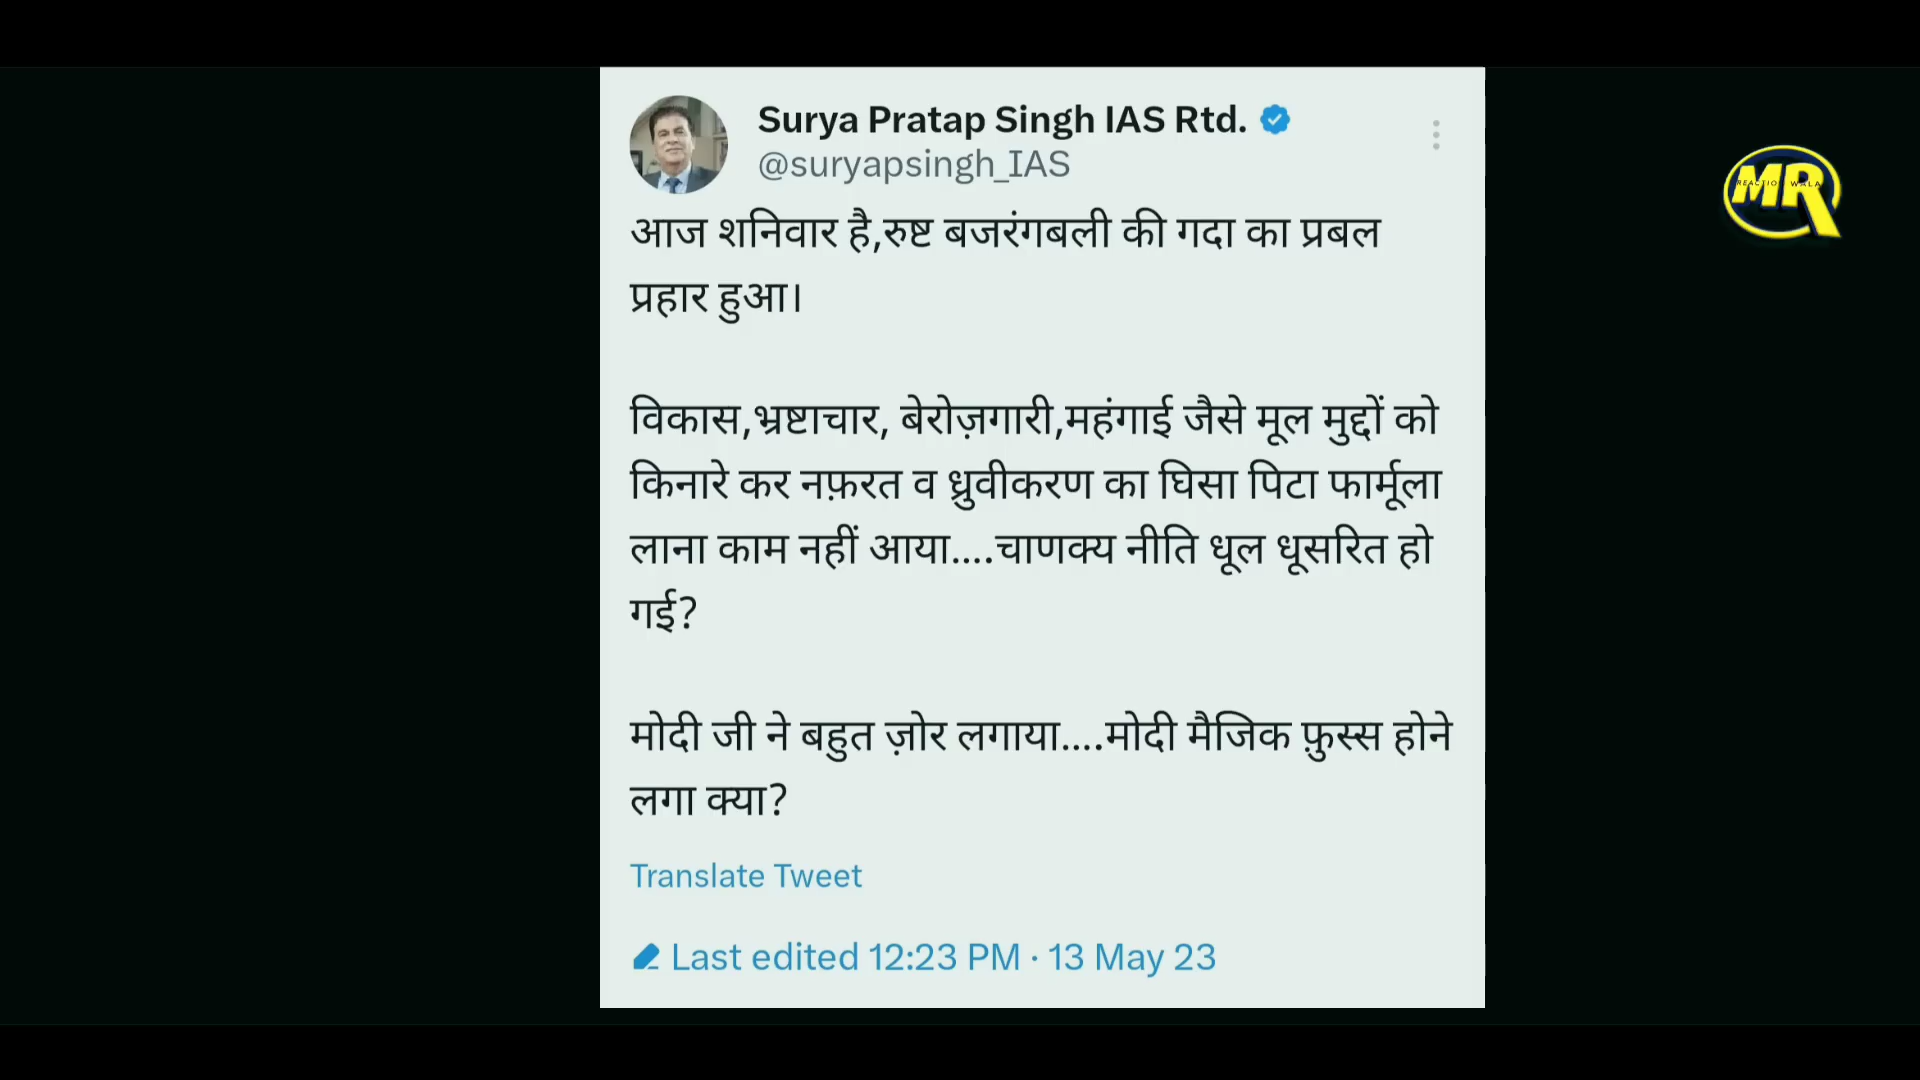 Surya Pratap Singh IAS Rtd.
@suryapsingh_IAS
MR
REACTION WALA
आज शनिवार है,रुष्ट बजरंगबली की गदा का प्रबल
प्रहार हुआ।
विकास,भ्रष्टाचार, बेरोज़गारी,महंगाई जैसे मूल मुद्दों को
किनारे कर नफ़रत व ध्रुवीकरण का घिसा पिटा फार्मूला
लाना काम नहीं आया....चाणक्य नीति धूल धूसरित हो
गई?
मोदी जी ने बहुत ज़ोर लगाया....मोदी मैजिक फ़ुस्स होने
लगा क्या?
Translate Tweet
Last edited 12:23 PM · 13 May 23